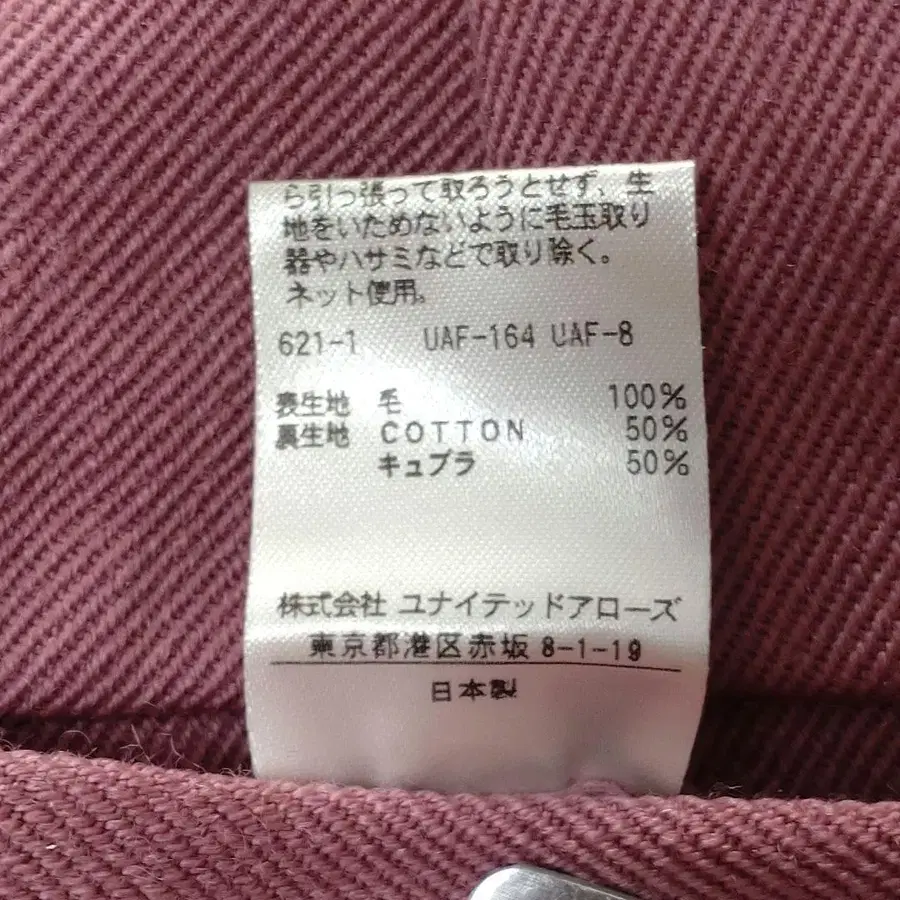 ら引っ張って取ろうとせず、生
地をいためないように毛玉取り
器やハサミなどで取り除く。
ネット使用。
621-1 UAF-164 UAF-8
表生地 毛 100%
裏生地 COTTON 50%
キュプラ 50%
株式会社 ユナイテッドアローズ
東京都港区赤坂 8-1-19
日本製